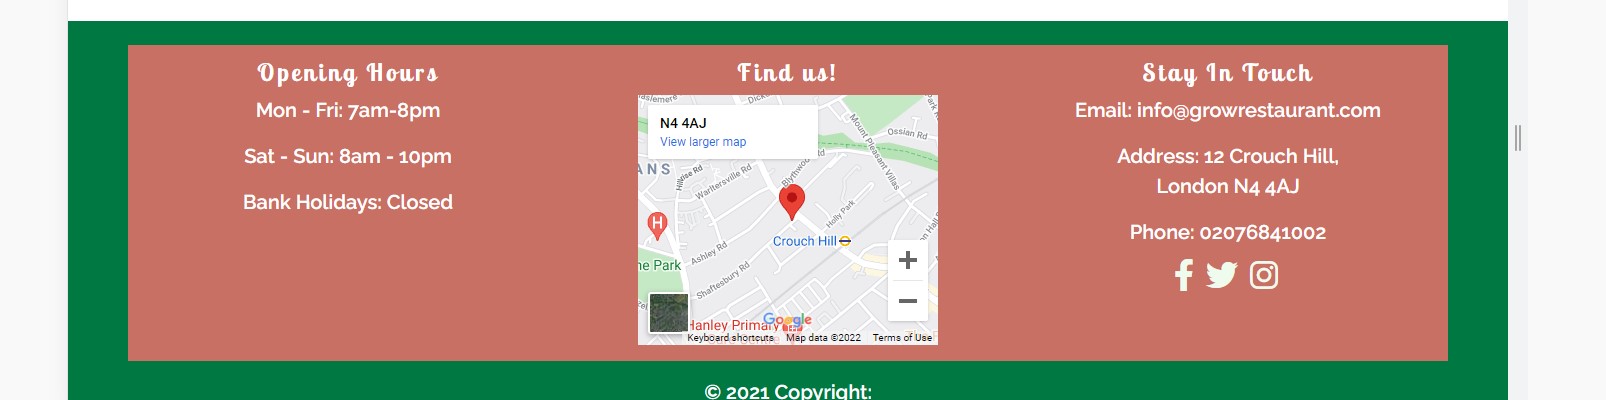 Opening Hours
Mon - Fri: 7am-8pm
Sat - Sun: 8am - 10pm
Bank Holidays: Closed
Find us!
N4 4AJ
View larger map
Ossian Rd
Mount Pleasant Villas
Warltersville Rd
Hillrise Rd
Holly Park
Crouch Hill
Ashley Rd
Shaftesbury Rd
H
Park
Hanley Primary
Google
Keyboard shortcuts Map data ©2022 Terms of Use
Stay In Touch
Email: info@growrestaurant.com
Address: 12 Crouch Hill,
London N4 4AJ
Phone: 02076841002
© 2021 Copyright: